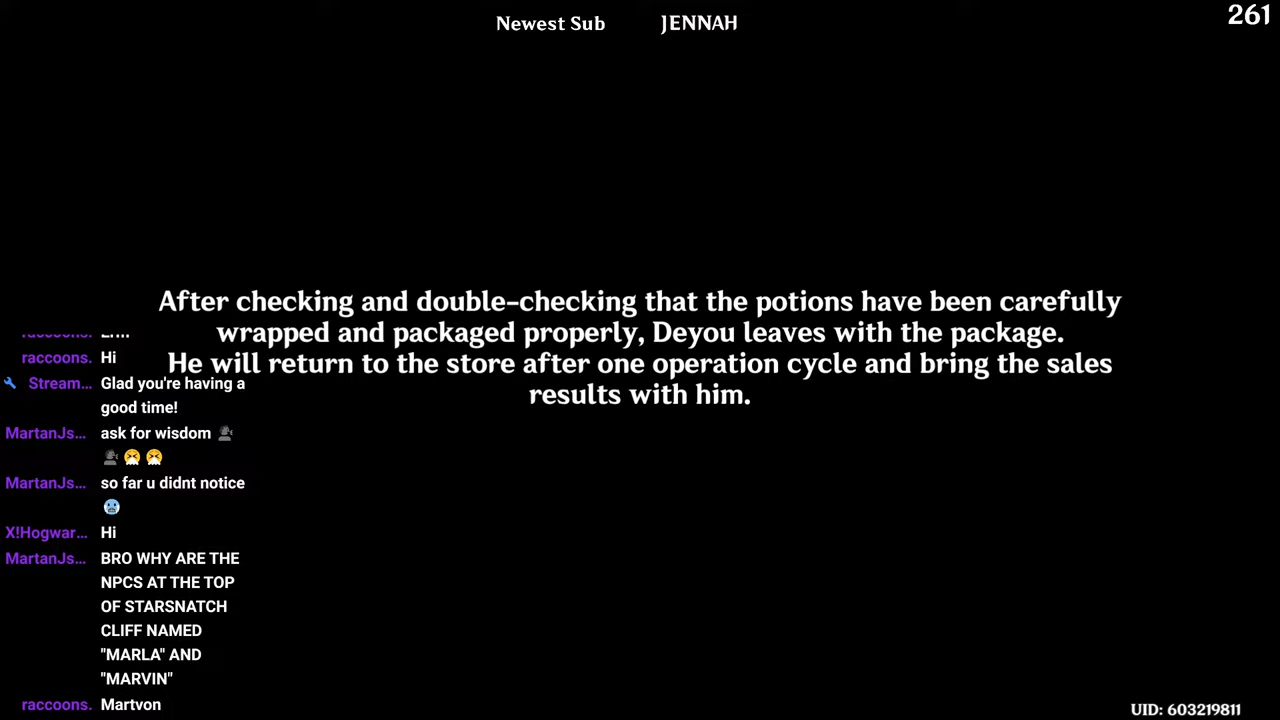 Newest Sub JENNAH
261
After checking and double-checking that the potions have been carefully
wrapped and packaged properly, Deyou leaves with the package.
He will return to the store after one operation cycle and bring the sales
results with him.
raccoons. Hi
Stream... Glad you're having a
good time!
MartanJs... ask for wisdom 🗣
🗣 😤 😤
MartanJs... so far u didnt notice
🥶
X!Hogwar... Hi
MartanJs... BRO WHY ARE THE
NPCS AT THE TOP
OF STARSNATCH
CLIFF NAMED
"MARLA" AND
"MARVIN"
raccoons. Martvon
UID: 603219811